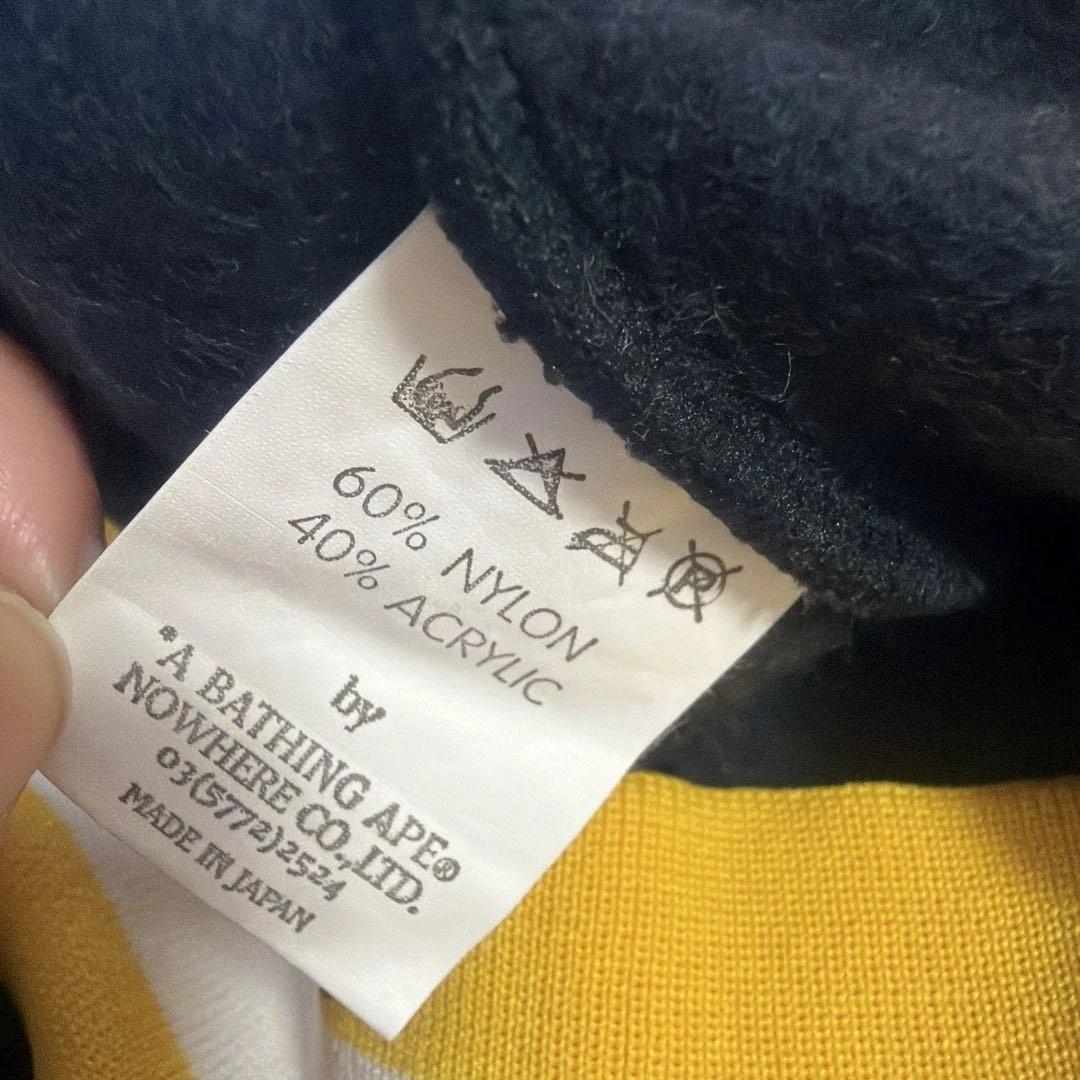 P
60% NYLON
40% ACRYLIC
by
*A BATHING APE®
NOWHERE CO.,LTD.
03(5772)2524
MADE IN JAPAN